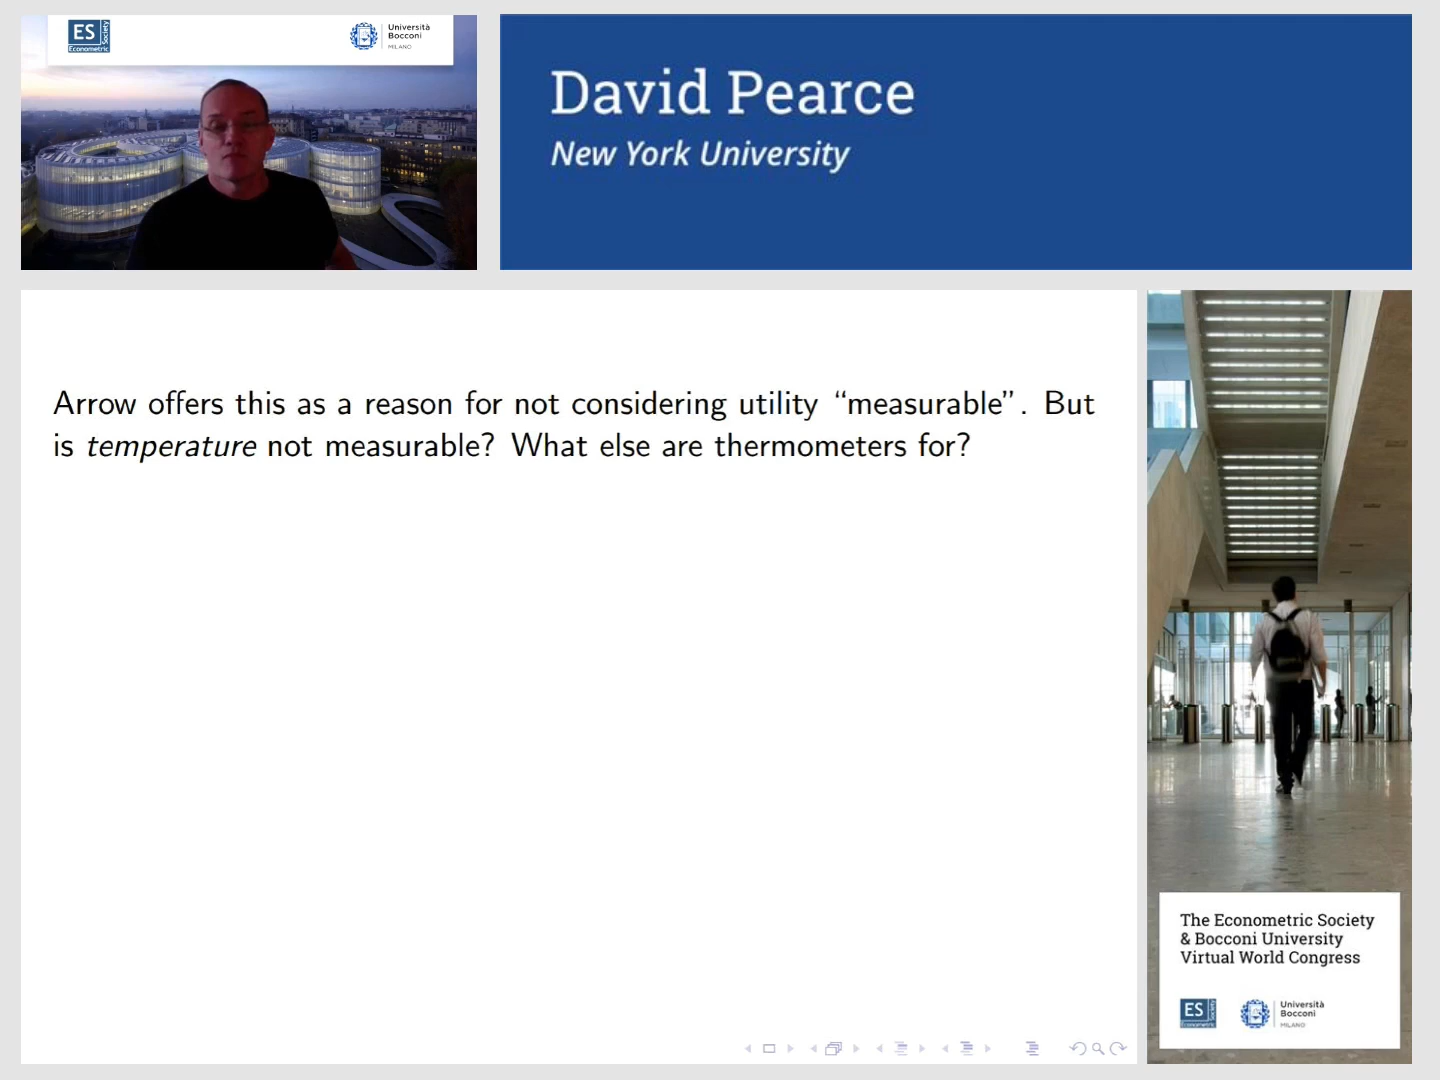 ES
Econometric
Society
Università
Bocconi
MILANO
David Pearce
New York University
Arrow offers this as a reason for not considering utility “measurable”. But
is temperature not measurable? What else are thermometers for?
The Econometric Society
& Bocconi University
Virtual World Congress
ES
Econometric
Society
Università
Bocconi
MILANO